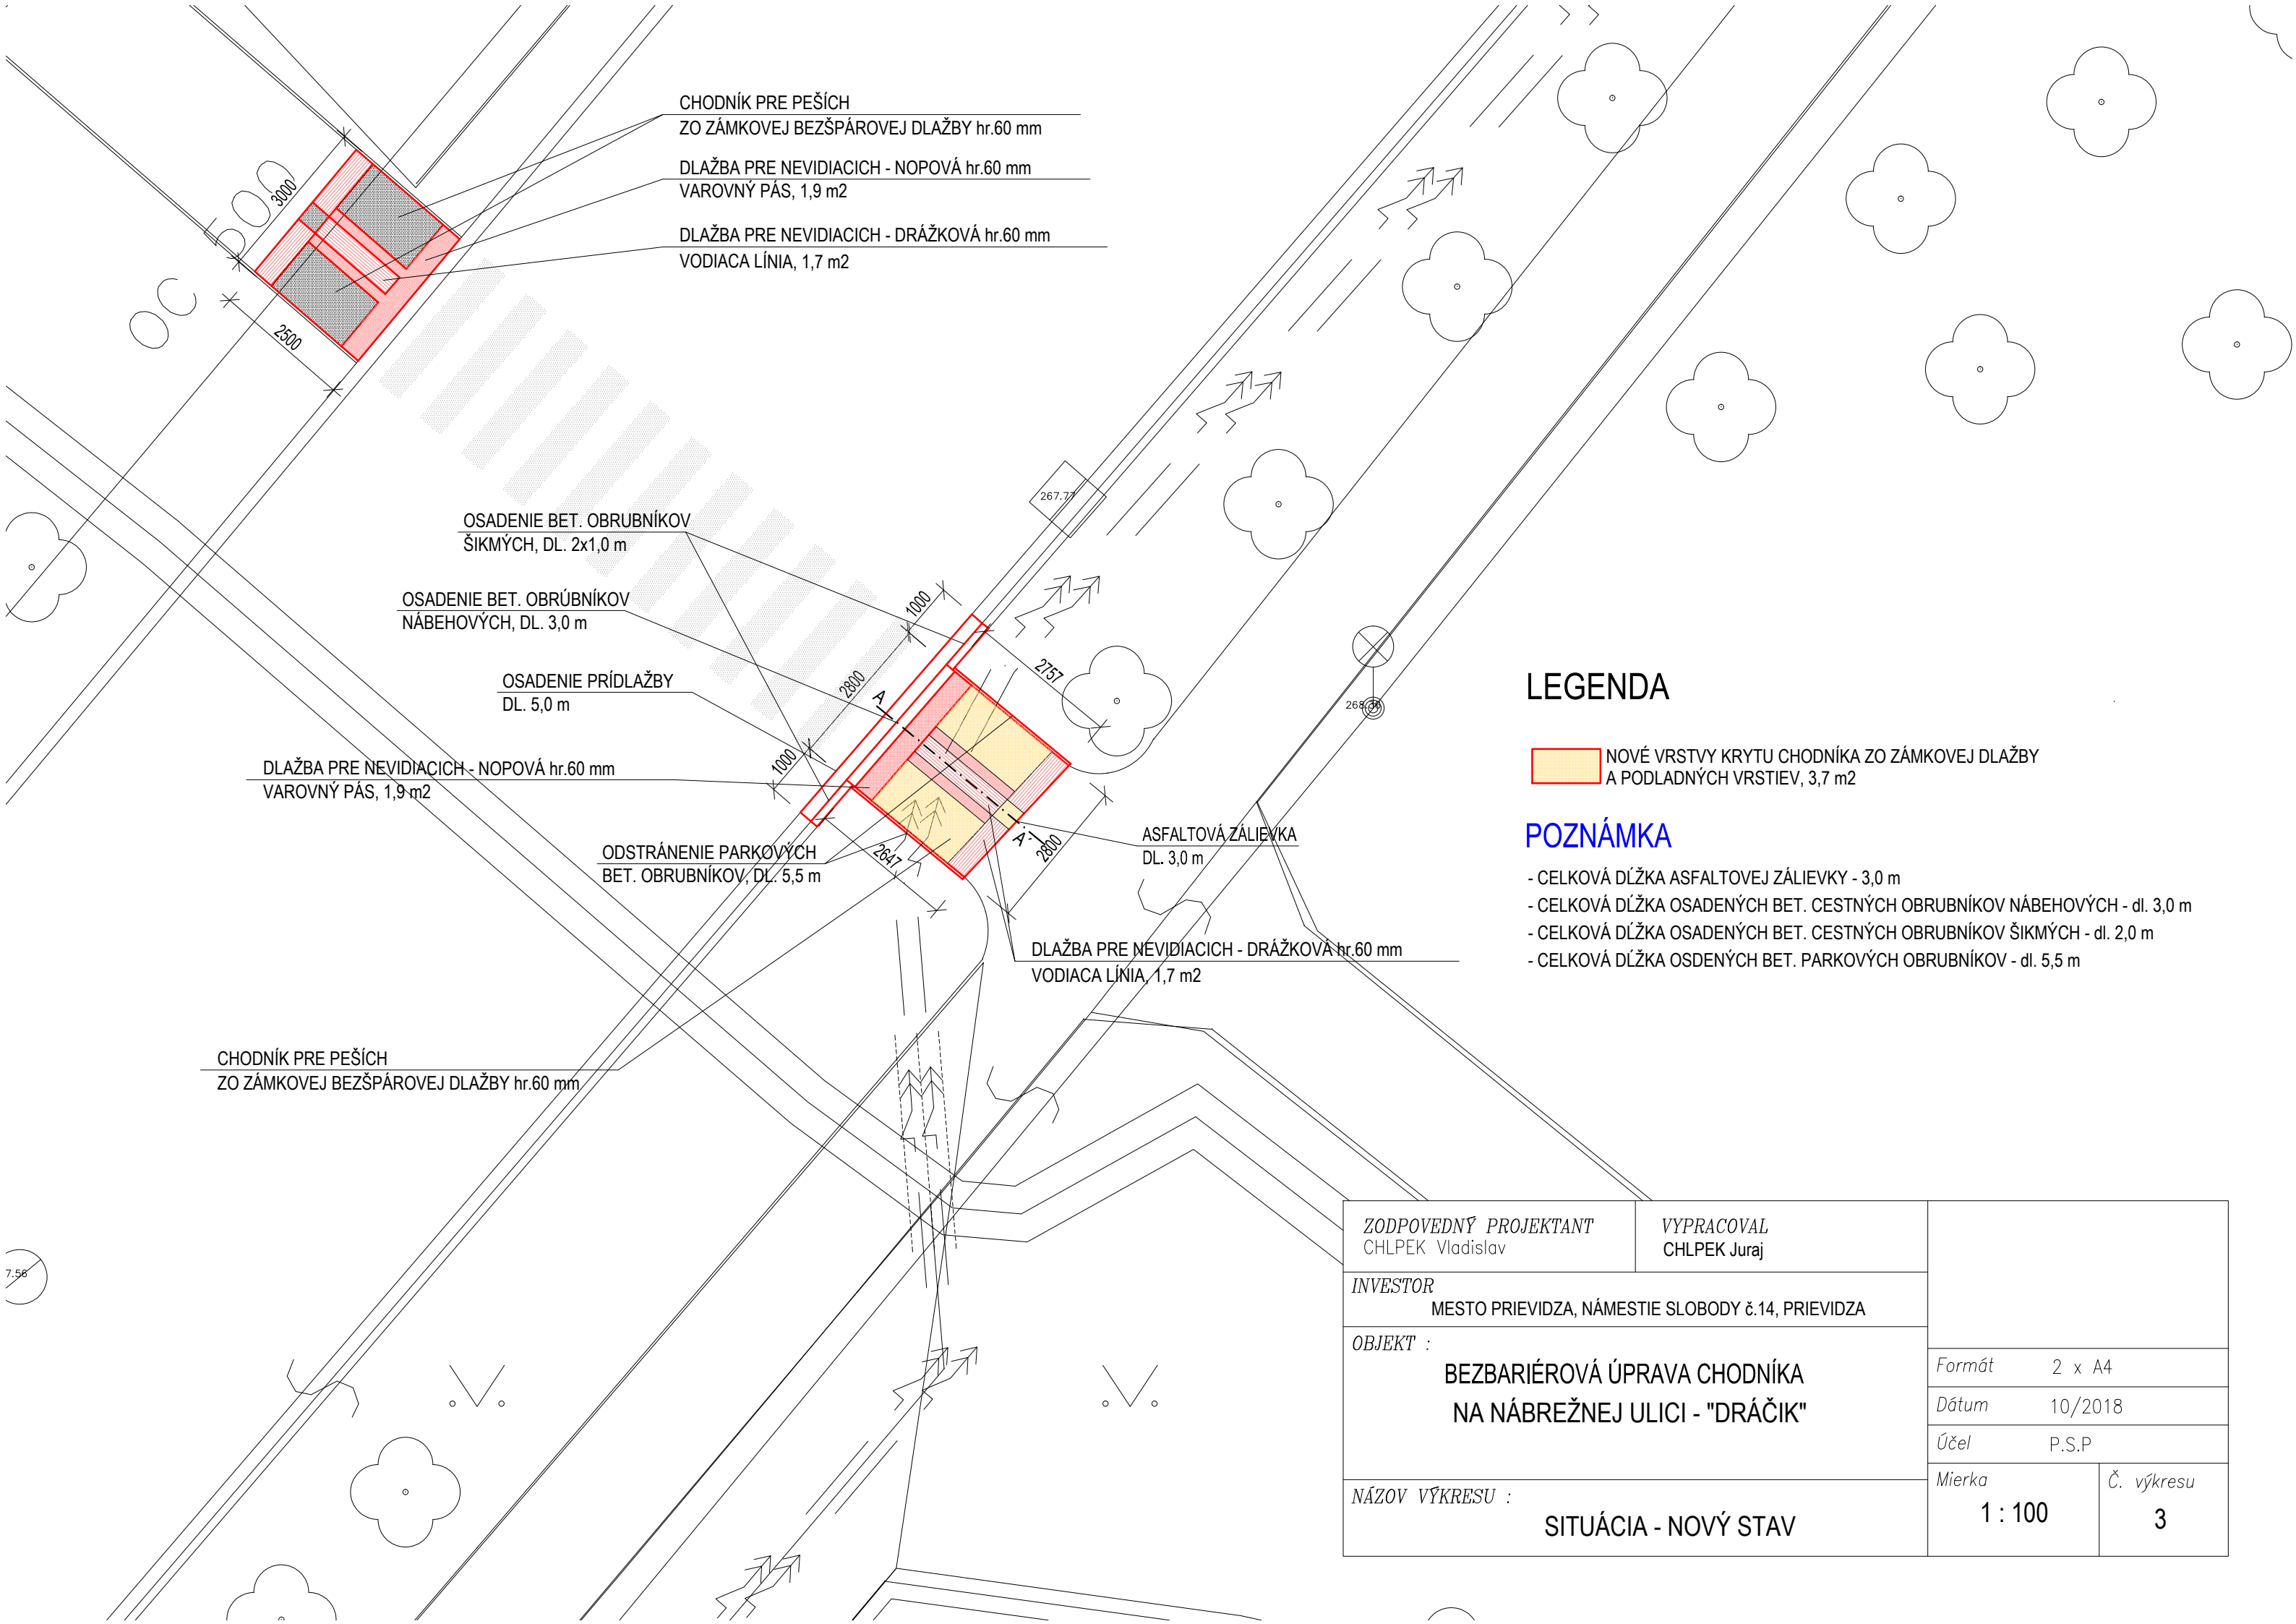 CHODNÍK PRE PEŠÍCH
ZO ZÁMKOVEJ BEZŠPÁROVEJ DLAŽBY hr.60 mm
DLAŽBA PRE NEVIDIACICH - NOPOVÁ hr.60 mm
VAROVNÝ PÁS, 1,9 m2
DLAŽBA PRE NEVIDIACICH - DRÁŽKOVÁ hr.60 mm
VODIACA LÍNIA, 1,7 m2
3000
2500
OC
267.77
OSADENIE BET. OBRUBNÍKOV
ŠIKMÝCH, DL. 2x1,0 m
OSADENIE BET. OBRÚBNÍKOV
NÁBEHOVÝCH, DL. 3,0 m
OSADENIE PRÍDLAŽBY
DL. 5,0 m
DLAŽBA PRE NEVIDIACICH - NOPOVÁ hr.60 mm
VAROVNÝ PÁS, 1,9 m2
ODSTRÁNENIE PARKOVÝCH
BET. OBRUBNÍKOV, DL. 5,5 m
1000
2800
1000
2757
2647
2800
A
A'
268.36
ASFALTOVÁ ZÁLIEVKA
DL. 3,0 m
DLAŽBA PRE NEVIDIACICH - DRÁŽKOVÁ hr.60 mm
VODIACA LÍNIA, 1,7 m2
CHODNÍK PRE PEŠÍCH
ZO ZÁMKOVEJ BEZŠPÁROVEJ DLAŽBY hr.60 mm
7.56
LEGENDA
NOVÉ VRSTVY KRYTU CHODNÍKA ZO ZÁMKOVEJ DLAŽBY
A PODLADNÝCH VRSTIEV, 3,7 m2
POZNÁMKA
- CELKOVÁ DĹŽKA ASFALTOVEJ ZÁLIEVKY - 3,0 m
- CELKOVÁ DĹŽKA OSADENÝCH BET. CESTNÝCH OBRUBNÍKOV NÁBEHOVÝCH - dl. 3,0 m
- CELKOVÁ DĹŽKA OSADENÝCH BET. CESTNÝCH OBRUBNÍKOV ŠIKMÝCH - dl. 2,0 m
- CELKOVÁ DĹŽKA OSDENÝCH BET. PARKOVÝCH OBRUBNÍKOV - dl. 5,5 m
ZODPOVEDNÝ PROJEKTANT
CHLPEK Vladislav
VYPRACOVAL
CHLPEK Juraj
INVESTOR
MESTO PRIEVIDZA, NÁMESTIE SLOBODY č.14, PRIEVIDZA
OBJEKT :
BEZBARIÉROVÁ ÚPRAVA CHODNÍKA
NA NÁBREŽNEJ ULICI - "DRÁČIK"
NÁZOV VÝKRESU :
SITUÁCIA - NOVÝ STAV
Formát 2 x A4
Dátum 10/2018
Účel P.S.P
Mierka
1 : 100
Č. výkresu
3